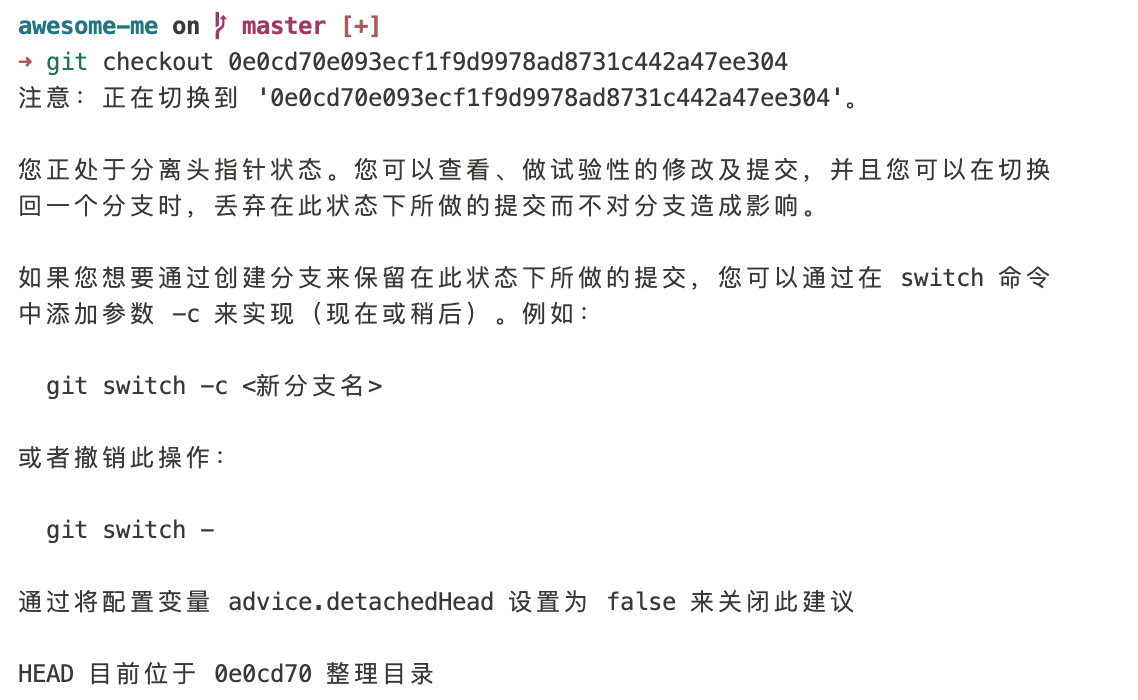 awesome-me on master [+]
→ git checkout 0e0cd70e093ecf1f9d9978ad8731c442a47ee304
注意：正在切换到 '0e0cd70e093ecf1f9d9978ad8731c442a47ee304'。
您正处于分离头指针状态。您可以查看、做试验性的修改及提交，并且您可以在切换
回一个分支时，丢弃在此状态下所做的提交而不对分支造成影响。
如果您想要通过创建分支来保留在此状态下所做的提交，您可以通过在 switch 命令
中添加参数 -c 来实现（现在或稍后）。例如：
git switch -c <新分支名>
或者撤销此操作：
git switch -
通过将配置变量 advice.detachedHead 设置为 false 来关闭此建议
HEAD 目前位于 0e0cd70 整理目录